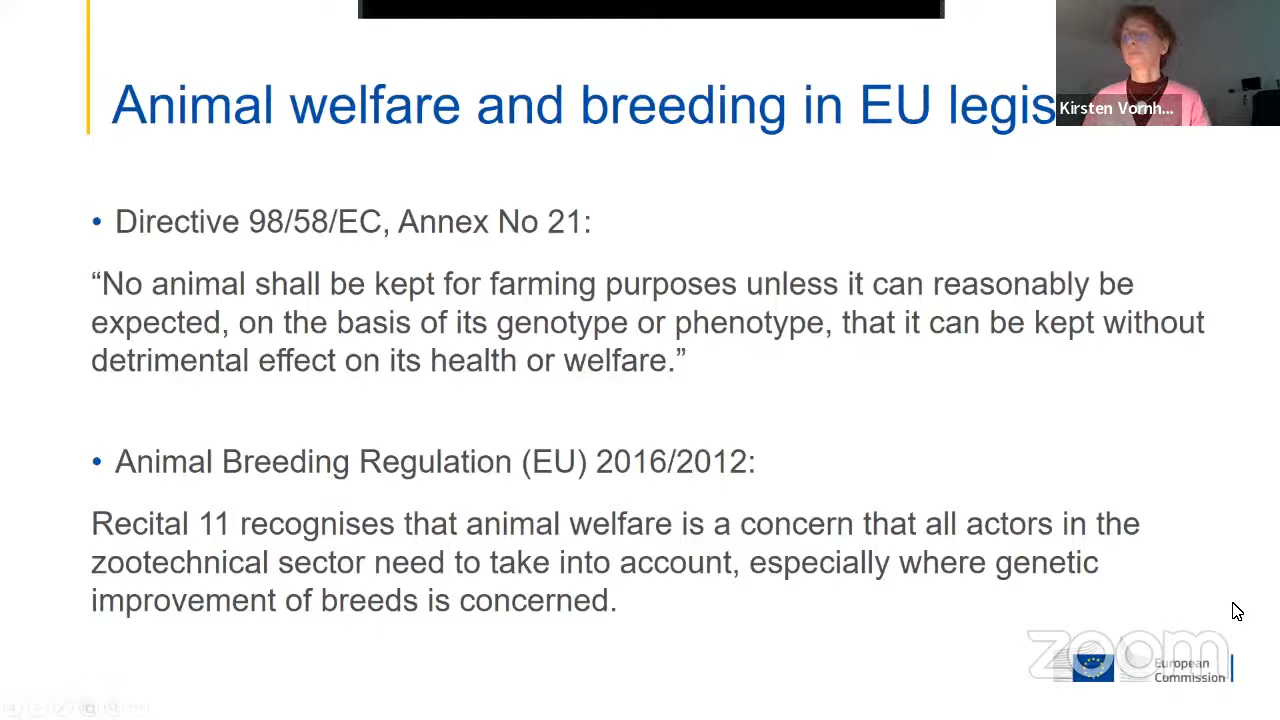 Animal welfare and breeding in EU legis
Kirsten Vornh...
• Directive 98/58/EC, Annex No 21:
“No animal shall be kept for farming purposes unless it can reasonably be
expected, on the basis of its genotype or phenotype, that it can be kept without
detrimental effect on its health or welfare.”
• Animal Breeding Regulation (EU) 2016/2012:
Recital 11 recognises that animal welfare is a concern that all actors in the
zootechnical sector need to take into account, especially where genetic
improvement of breeds is concerned.
zoom
European
Commission